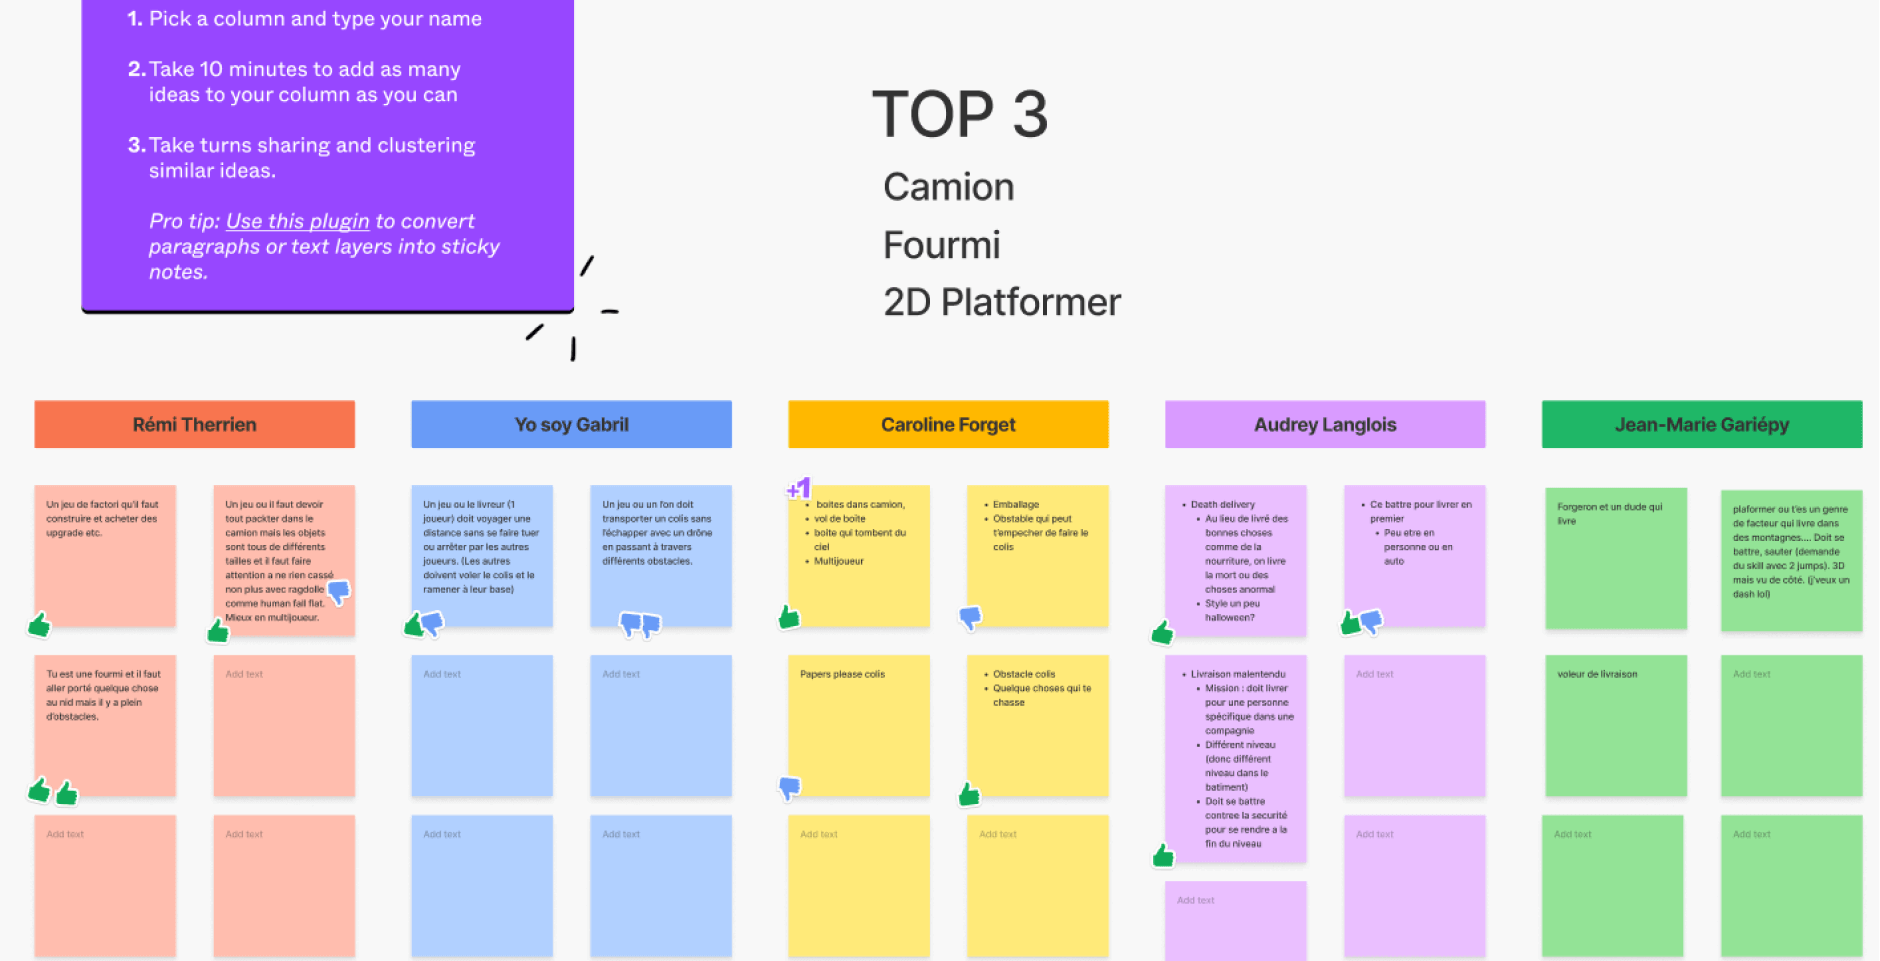 1. Pick a column and type your name
2. Take 10 minutes to add as many
ideas to your column as you can
3. Take turns sharing and clustering
similar ideas.
Pro tip: Use this plugin to convert
paragraphs or text layers into sticky
notes.
TOP 3
Camion
Fourmi
2D Platformer
Rémi Therrien
Un jeu de factori qu'il faut
construire et acheter des
upgrade etc.
Un jeu ou il faut devoir
tout packter dans le
camion mais les objets
sont tous de différents
tailles et il faut faire
attention a ne rien cassé
non plus avec ragdolle
comme human fall flat.
Mieux en multijoueur.
Tu est une fourmi et il faut
aller porté quelque chose
au nid mais il y a plein
d'obstacles.
Add text
Add text
Add text
Yo soy Gabril
Un jeu ou le livreur (1
joueur) doit voyager une
distance sans se faire tuer
ou arrêter par les autres
joueurs. (Les autres
doivent voler le colis et le
ramener à leur base)
Un jeu ou un l'on doit
transporter un colis sans
l'échapper avec un drône
en passant à travers
différents obstacles.
Add text
Add text
Add text
Add text
Caroline Forget
+1
• boites dans camion,
• vol de boîte
• boite qui tombent du
ciel
• Multijoueur
• Emballage
• Obstable qui peut
t'empecher de faire le
colis
Papers please colis
• Obstacle colis
• Quelque choses qui te
chasse
Add text
Add text
Audrey Langlois
• Death delivery
• Au lieu de livré des
bonnes choses
comme de la
nourriture, on livre
la mort ou des
choses anormal
• Style un peu
halloween?
• Ce battre pour livrer en
premier
• Peu etre en
personne ou en
auto
• Livraison malentendu
• Mission : doit livrer
pour une personne
spécifique dans une
compagnie
• Différent niveau
(donc différent
niveau dans le
batiment)
• Doit se battre
contree la securité
pour se rendre a la
fin du niveau
Add text
Add text
Add text
Jean-Marie Gariépy
Forgeron et un dude qui
livre
plaformer ou t'es un genre
de facteur qui livre dans
des montagnes.... Doit se
battre, sauter (demande
du skill avec 2 jumps). 3D
mais vu de côté. (j'veux un
dash lol)
voleur de livraison
Add text
Add text
Add text